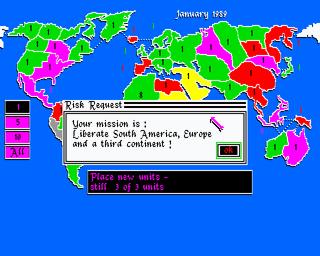 January 1989
Risk Request
Your mission is :
Liberate South America, Europe
and a third continent !
ok
1
5
10
All
Place new units -
still 3 of 3 units
8